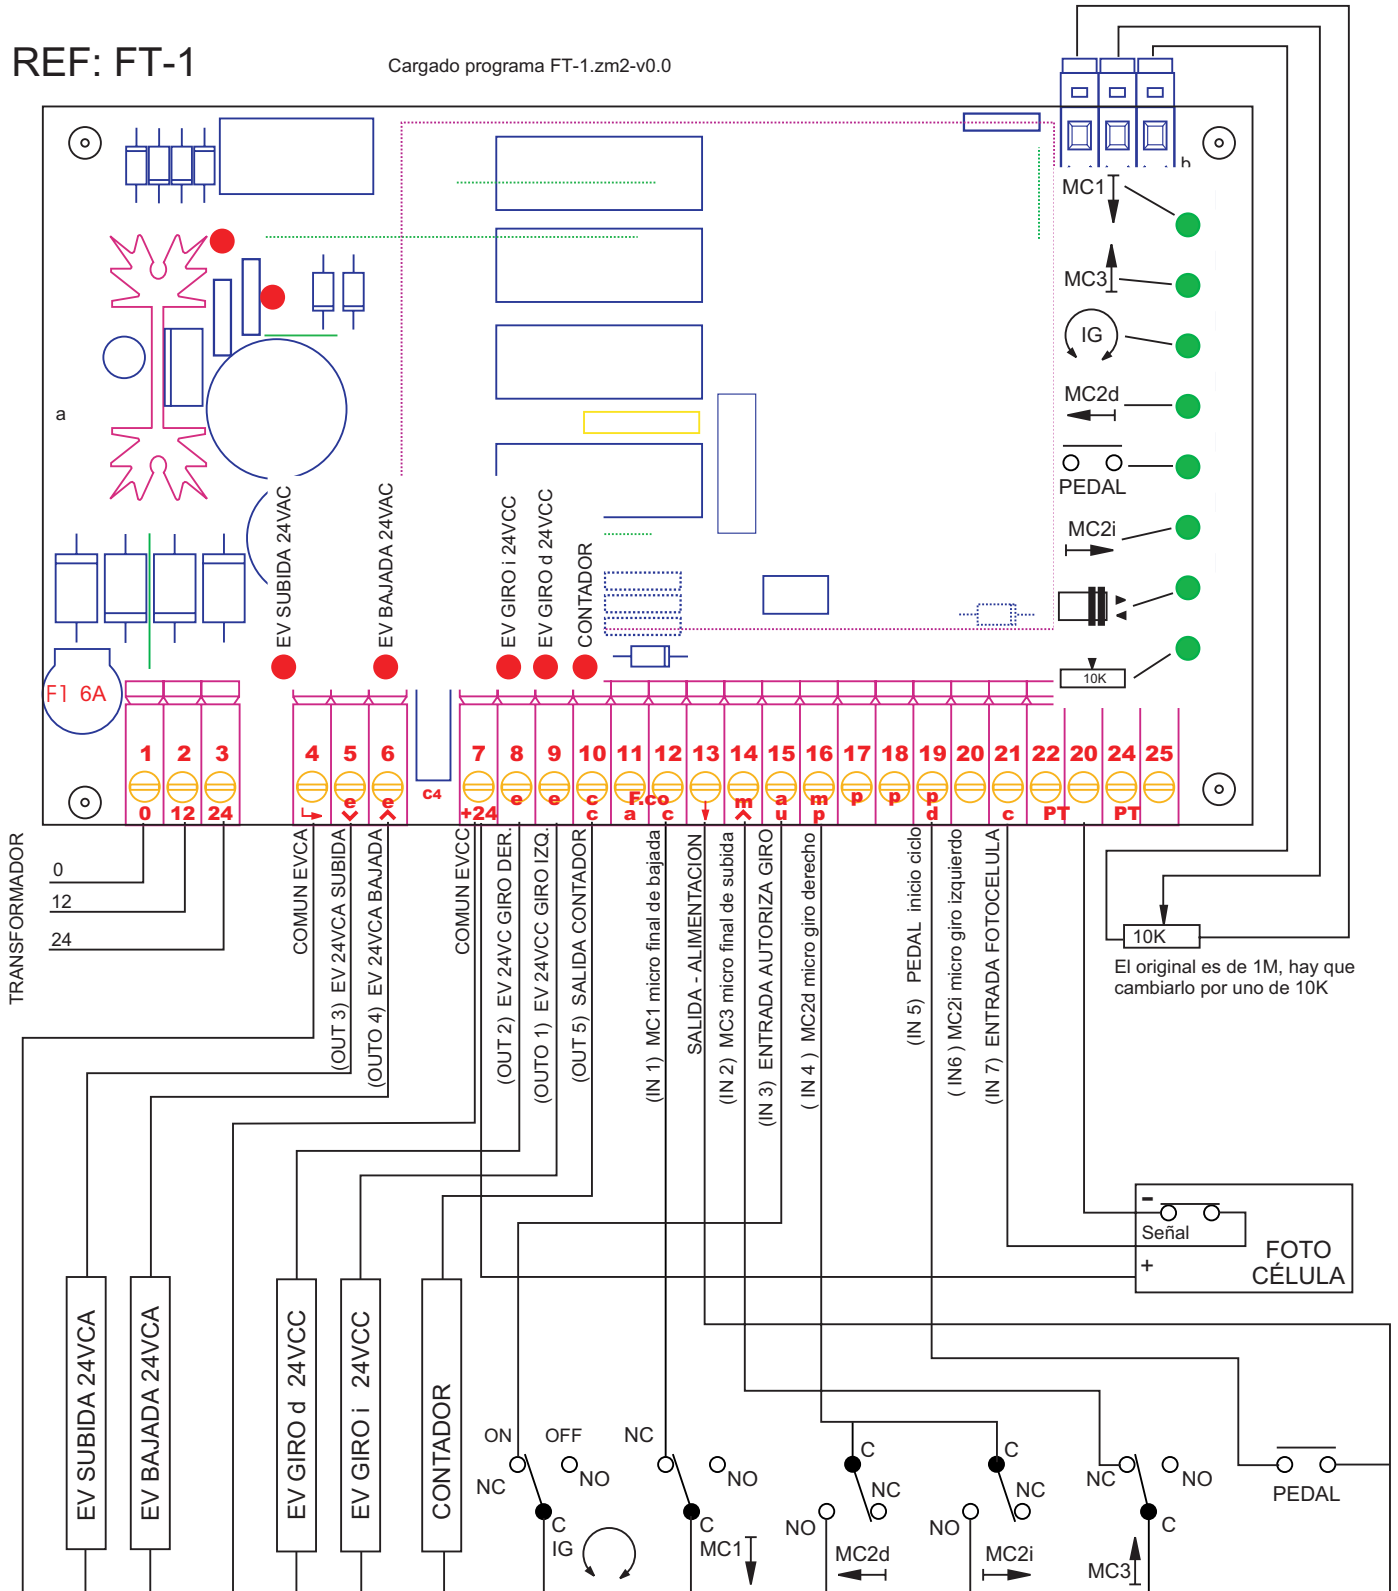 REF: FT-1
Cargado programa FT-1.zm2-v0.0
b
MC1
MC3
IG
MC2d
PEDAL
MC2i
10K
a
EV SUBIDA 24VAC
EV BAJADA 24VAC
EV GIRO i 24VCC
EV GIRO d 24VCC
CONTADOR
F1 6A
1 2 3 4 5 6 7 8 9 10 11 12 13 14 15 16 17 18 19 20 21 22 20 24 25
C4
e e e e c F.co m a m p p p
0 12 24 +24 c a c u p d c PT PT
TRANSFORMADOR
0
12
24
COMUN EVCA
(OUT 3) EV 24VCA SUBIDA
(OUTO 4) EV 24VCA BAJADA
COMUN EVCC
(OUT 2) EV 24VC GIRO DER.
(OUTO 1) EV 24VCC GIRO IZQ.
(OUT 5) SALIDA CONTADOR
(IN 1) MC1 micro final de bajada
SALIDA - ALIMENTACION
(IN 2) MC3 micro final de subida
(IN 3) ENTRADA AUTORIZA GIRO
( IN 4 ) MC2d micro giro derecho
(IN 5) PEDAL inicio ciclo
( IN6 ) MC2i micro giro izquierdo
(IN 7) ENTRADA FOTOCELULA
10K
El original es de 1M, hay que
cambiarlo por uno de 10K
-
Señal
+
FOTO
CÉLULA
EV SUBIDA 24VCA
EV BAJADA 24VCA
EV GIRO d 24VCC
EV GIRO i 24VCC
CONTADOR
ON
OFF
NC
NO
C
IG
NC
NO
C
MC1
C
NC
NO
MC2d
C
NC
NO
MC2i
NC
NO
C
MC3
PEDAL